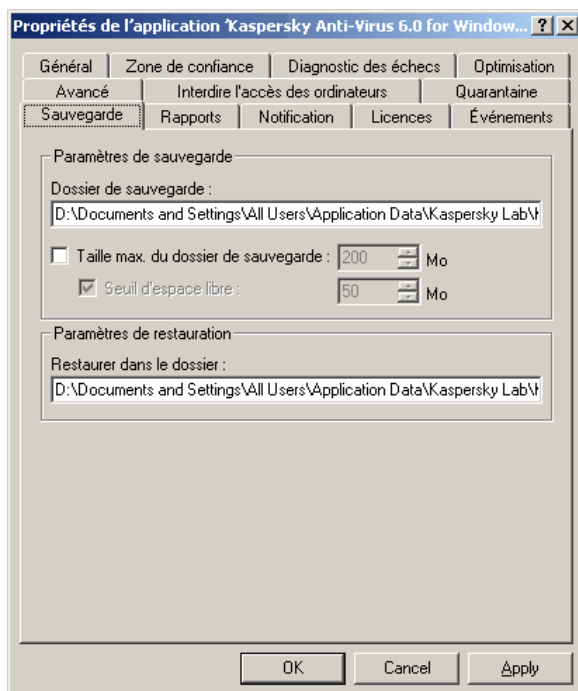 Propriétés de l'application 'Kaspersky Anti-Virus 6.0 for Window...
Général Zone de confiance Diagnostic des échecs Optimisation
Avancé Interdire l'accès des ordinateurs Quarantaine
Sauvegarde Rapports Notification Licences Événements
Paramètres de sauvegarde
Dossier de sauvegarde :
D:\Documents and Settings\All Users\Application Data\Kaspersky Lab\
Taille max. du dossier de sauvegarde : 200 Mo
Seuil d'espace libre : 50 Mo
Paramètres de restauration
Restaurer dans le dossier :
D:\Documents and Settings\All Users\Application Data\Kaspersky Lab\
OK Cancel Apply